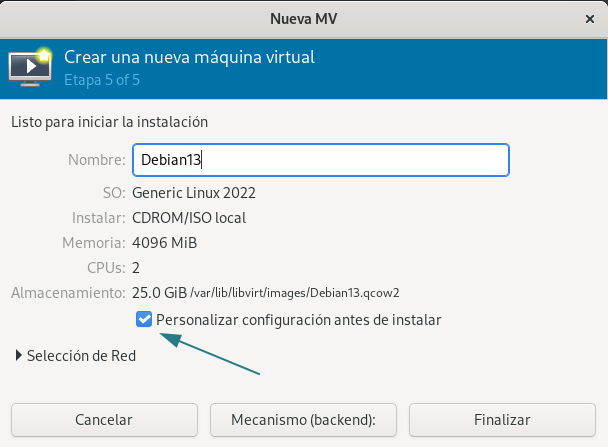 Nueva MV
Crear una nueva máquina virtual
Etapa 5 of 5
Listo para iniciar la instalación
Nombre: Debian13
SO: Generic Linux 2022
Instalar: CDROM/ISO local
Memoria: 4096 MiB
CPUs: 2
Almacenamiento: 25.0 GiB /var/lib/libvirt/images/Debian13.qcow2
Personalizar configuración antes de instalar
Selección de Red
Cancelar Mecanismo (backend): Finalizar